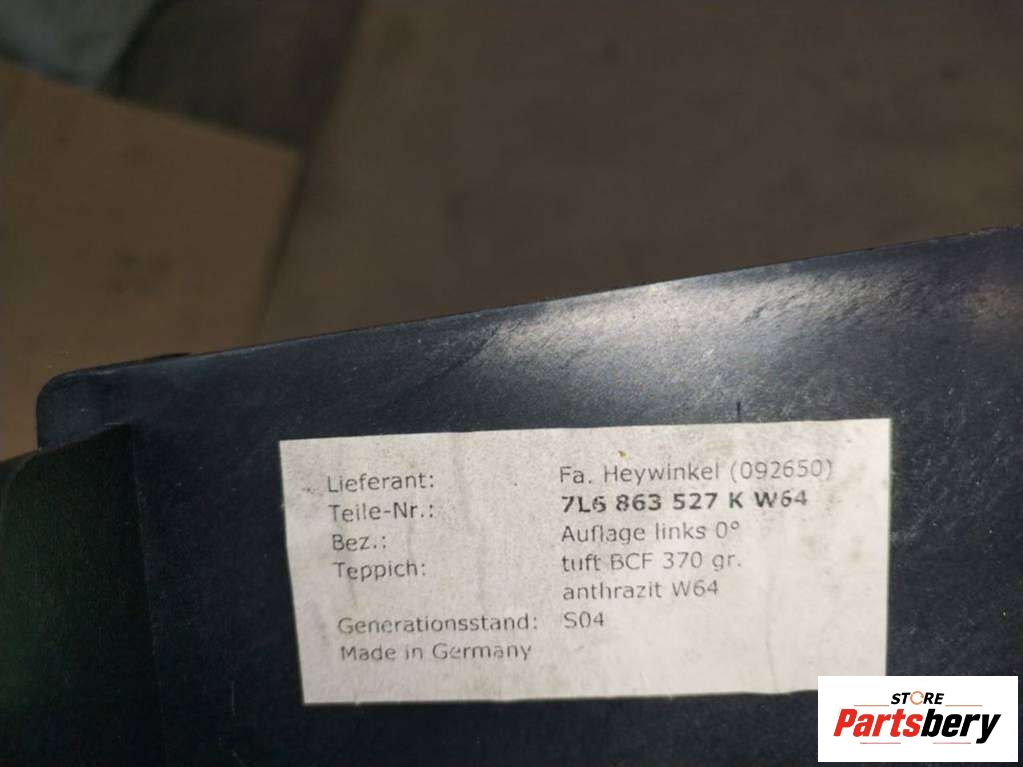 Lieferant: Fa. Heywinkel (092650)
Teile-Nr.: 7L6 863 527 K W64
Bez.: Auflage links 0°
Teppich: tuft BCF 370 gr.
anthrazit W64
Generationsstand: S04
Made in Germany
STORE
Partsbery